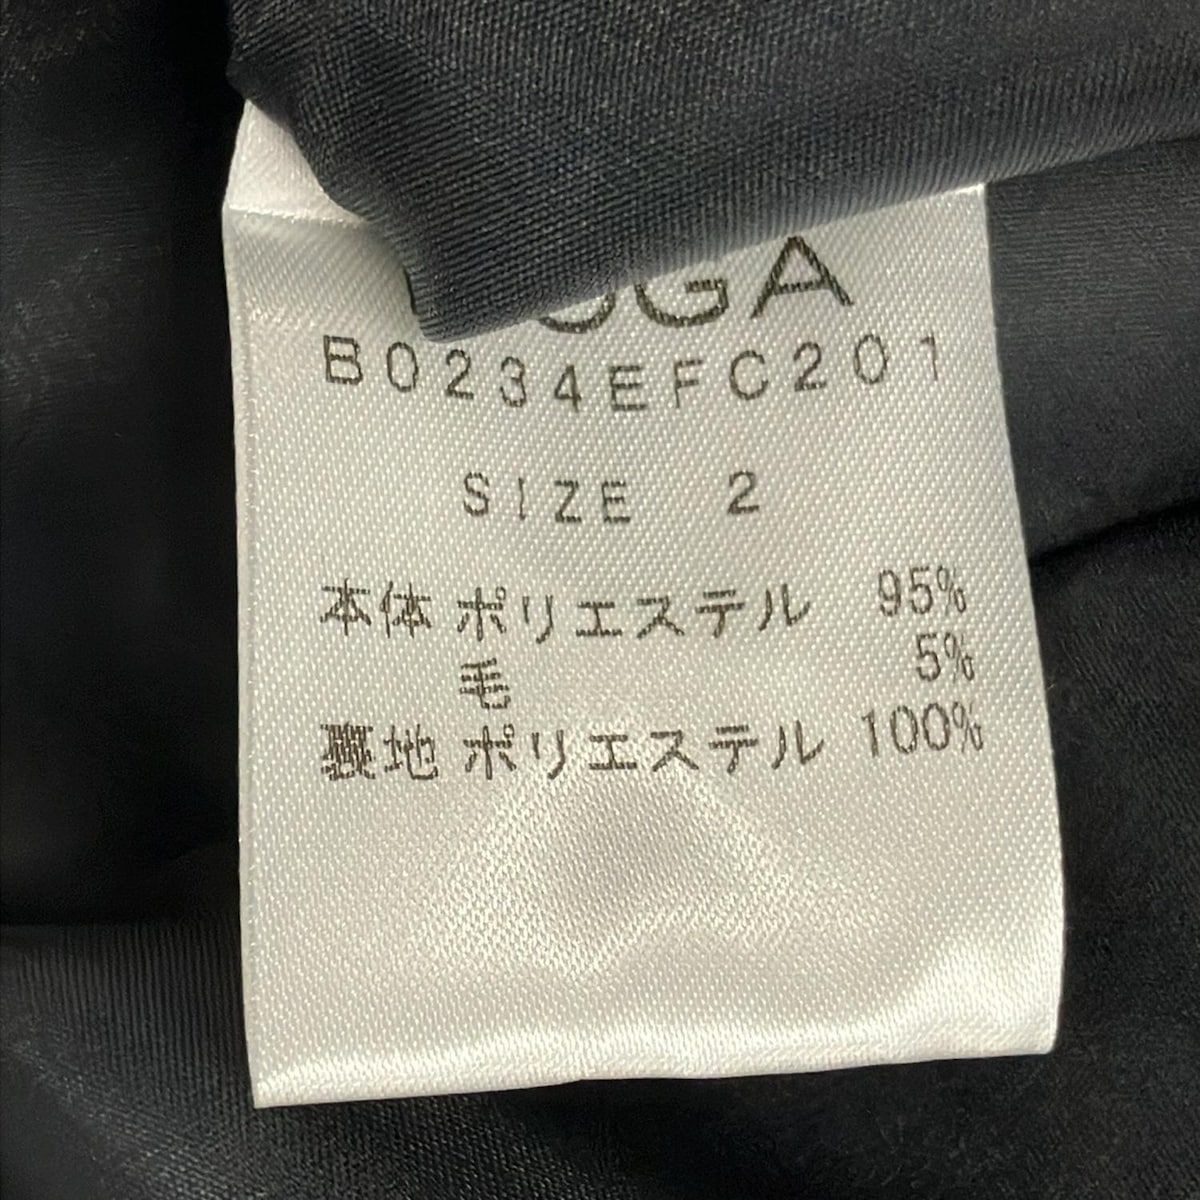 B0234EFC201
SIZE 2
本体 ポリエステル 95%
毛 5%
裏地 ポリエステル 100%